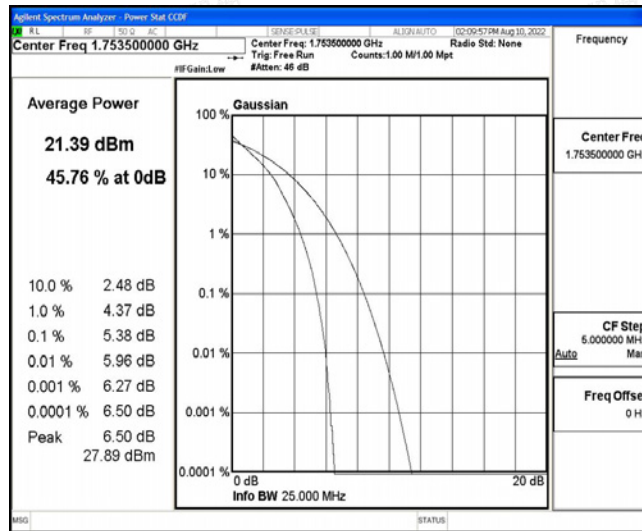 Agilent Spectrum Analyzer - Power Stat CCDF
RL RF 50 Ω AC SENSE:PULSE ALIGN AUTO 02:09:57 PM Aug 10, 2022
Center Freq 1.753500000 GHz
Center Freq: 1.753500000 GHz Radio Std: None
Trig: Free Run Counts:1.00 M/1.00 Mpt
#IFGain:Low #Atten: 46 dB
Frequency
Average Power
21.39 dBm
45.76 % at 0dB
10.0 % 2.48 dB
1.0 % 4.37 dB
0.1 % 5.38 dB
0.01 % 5.96 dB
0.001 % 6.27 dB
0.0001 % 6.50 dB
Peak 6.50 dB
27.89 dBm
Gaussian
100 %
10 %
1 %
0.1 %
0.01 %
0.001 %
0.0001 %
0 dB 20 dB
Info BW 25.000 MHz
Center Fre
1.753500000 GH
CF Step
5.000000 MH
Auto Ma
Freq Offse
0 H
MSG STATUS